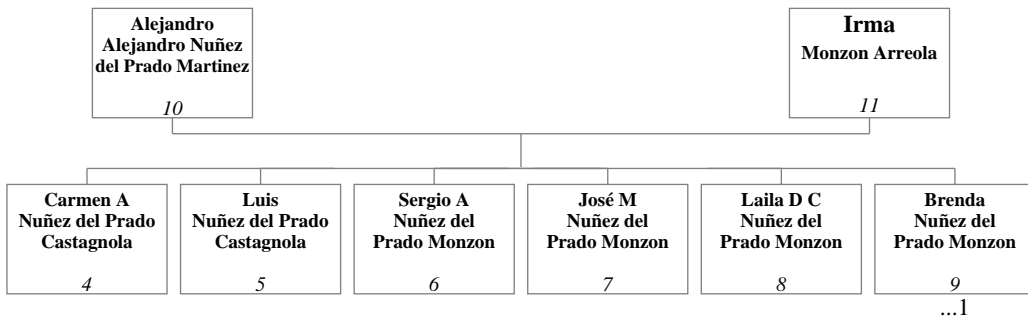 Alejandro
Alejandro Nuñez
del Prado Martinez
10
Irma
Monzon Arreola
11
Carmen A
Nuñez del Prado
Castagnola
4
Luis
Nuñez del Prado
Castagnola
5
Sergio A
Nuñez del
Prado Monzon
6
José M
Nuñez del
Prado Monzon
7
Laila D C
Nuñez del
Prado Monzon
8
Brenda
Nuñez del
Prado Monzon
9
...1